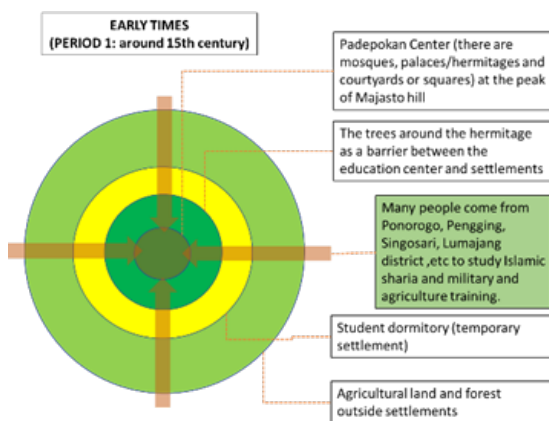 EARLY TIMES
(PERIOD 1: around 15th century)
Padepokan Center (there are
mosques, palaces/hermitages and
courtyards or squares) at the peak
of Majasto hill
The trees around the hermitage
as a barrier between the
education center and settlements
Many people come from
Ponorogo, Pengging,
Singosari, Lumajang
district ,etc to study Islamic
sharia and military and
agriculture training.
Student dormitory (temporary
settlement)
Agricultural land and forest
outside settlements